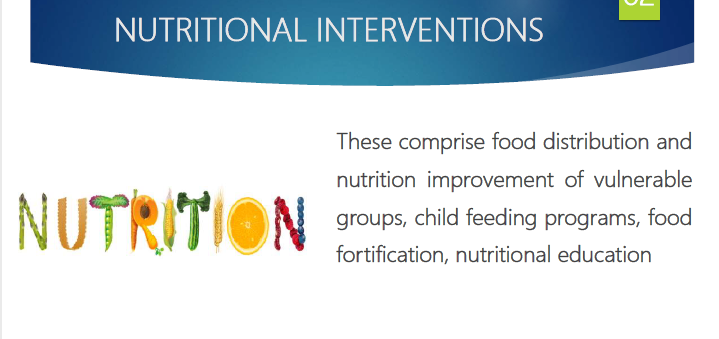 NUTRITIONAL INTERVENTIONS
These comprise food distribution and
nutrition improvement of vulnerable
groups, child feeding programs, food
fortification, nutritional education
NUTRITION